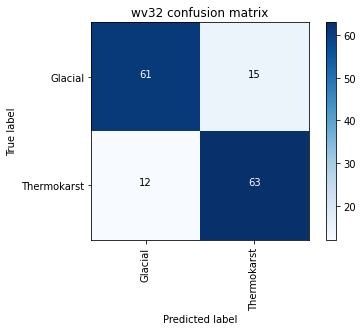 wv32 confusion matrix
True label
Glacial
Thermokarst
61 15
12 63
60
50
40
30
20
Glacial
Thermokarst
Predicted label